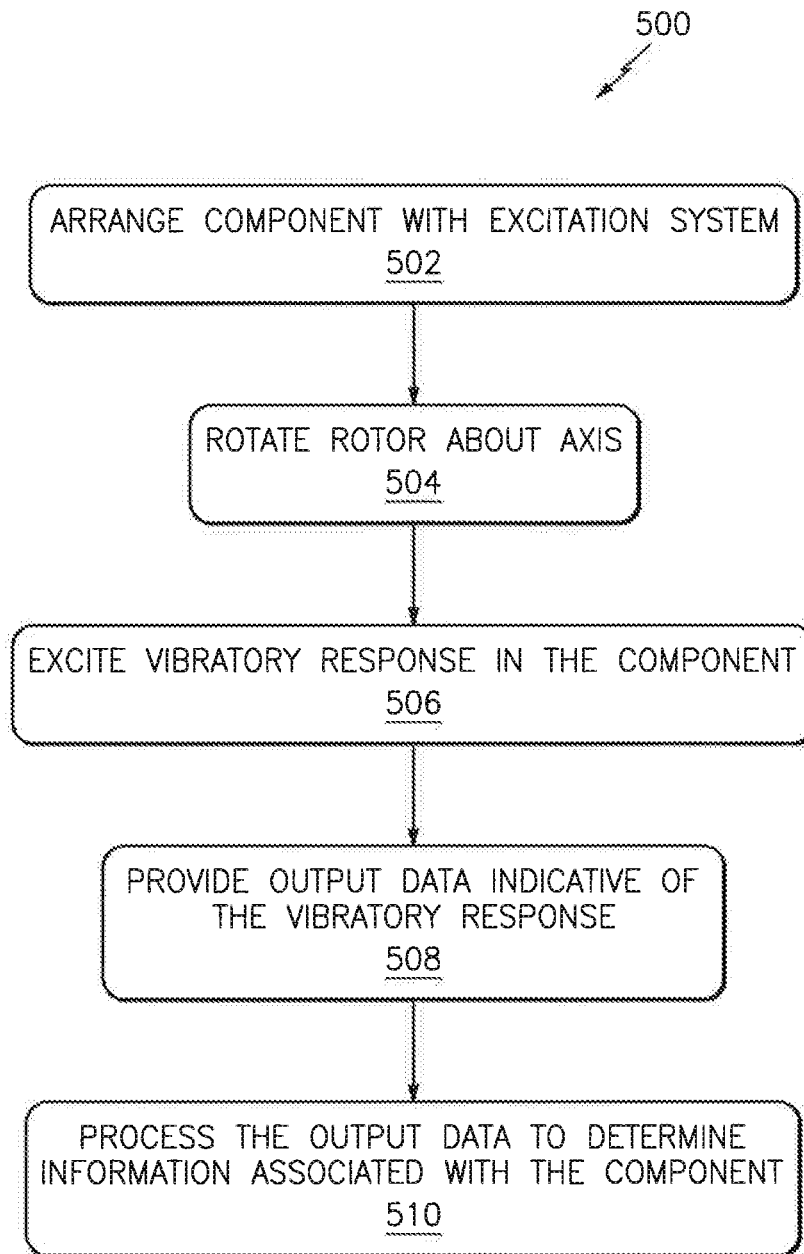 500
ARRANGE COMPONENT WITH EXCITATION SYSTEM
502
ROTATE ROTOR ABOUT AXIS
504
EXCITE VIBRATORY RESPONSE IN THE COMPONENT
506
PROVIDE OUTPUT DATA INDICATIVE OF
THE VIBRATORY RESPONSE
508
PROCESS THE OUTPUT DATA TO DETERMINE
INFORMATION ASSOCIATED WITH THE COMPONENT
510